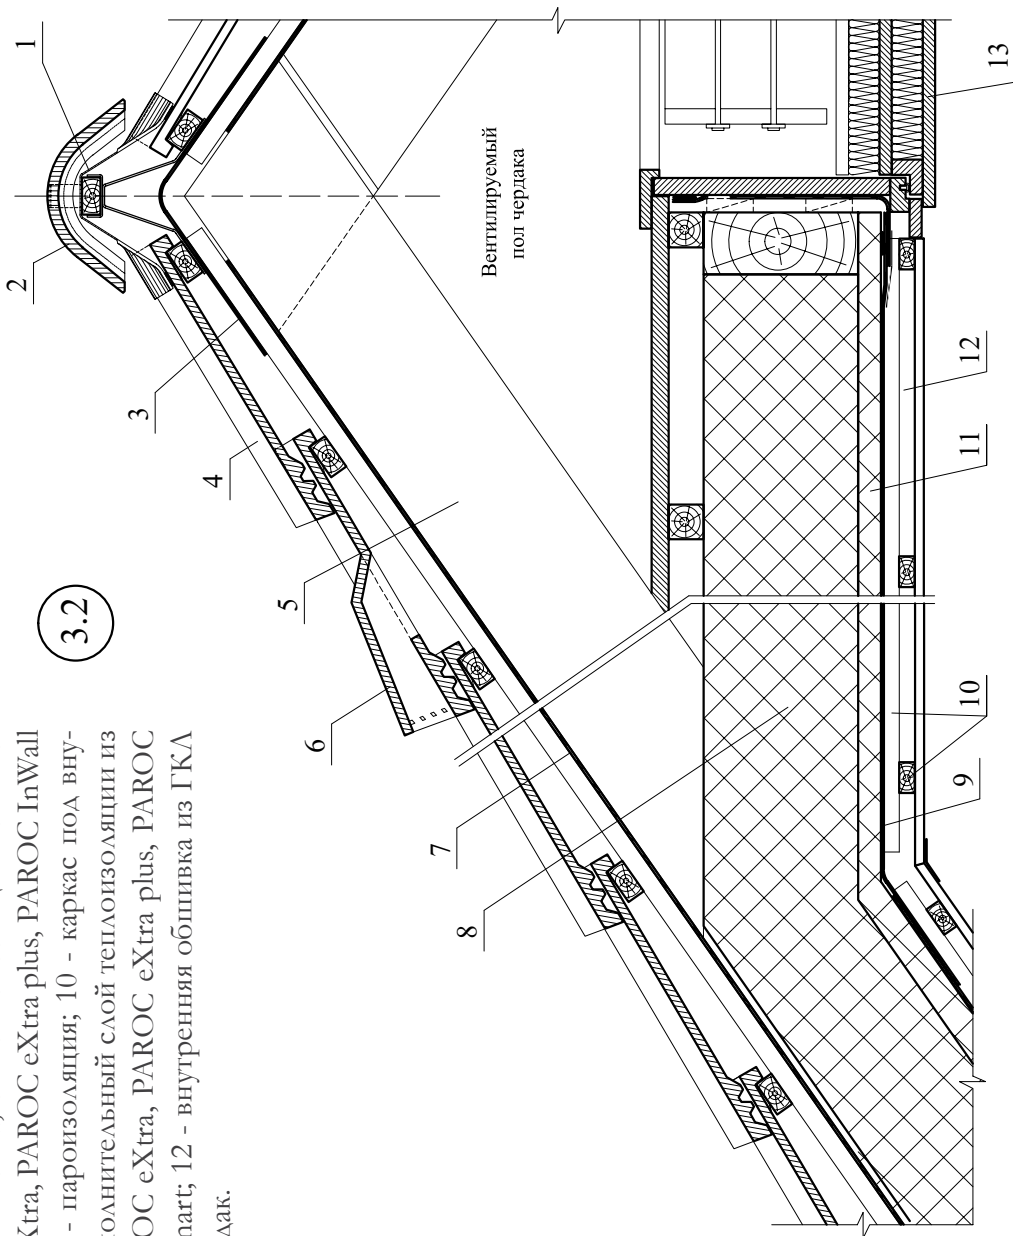 Xtra, PAROC eXtra plus, PAROC InWall
- пароизоляция; 10 - каркас под вну-
олнительный слой теплоизоляции из
ОС eXtra, PAROC eXtra plus, PAROC
mart; 12 - внутренняя обшивка из ГКЛ
дак.
3.2
1
2
3
4
5
6
7
8
9
10
11
12
13
Вентилируемый
пол чердака